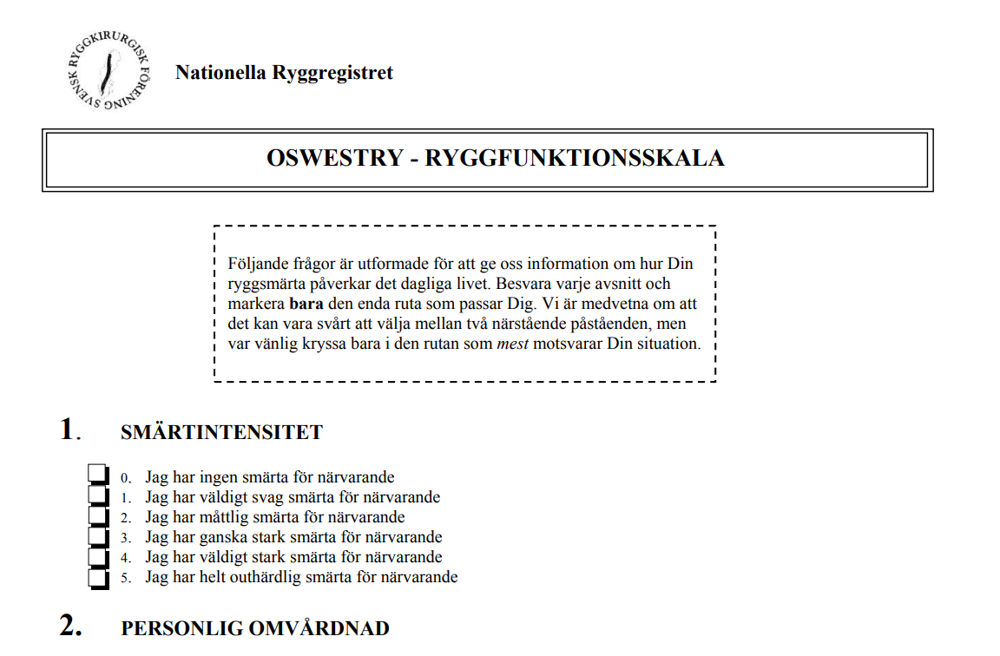 SVENSK RYGGKIRURGISK FÖRENING
Nationella Ryggregistret
OSWESTRY - RYGGFUNKTIONSSKALA
Följande frågor är utformade för att ge oss information om hur Din
ryggsmärta påverkar det dagliga livet. Besvara varje avsnitt och
markera bara den enda ruta som passar Dig. Vi är medvetna om att
det kan vara svårt att välja mellan två närstående påståenden, men
var vänlig kryssa bara i den rutan som mest motsvarar Din situation.
1. SMÄRTINTENSITET
0. Jag har ingen smärta för närvarande
1. Jag har väldigt svag smärta för närvarande
2. Jag har måttlig smärta för närvarande
3. Jag har ganska stark smärta för närvarande
4. Jag har väldigt stark smärta för närvarande
5. Jag har helt outhärdlig smärta för närvarande
2. PERSONLIG OMVÅRDNAD